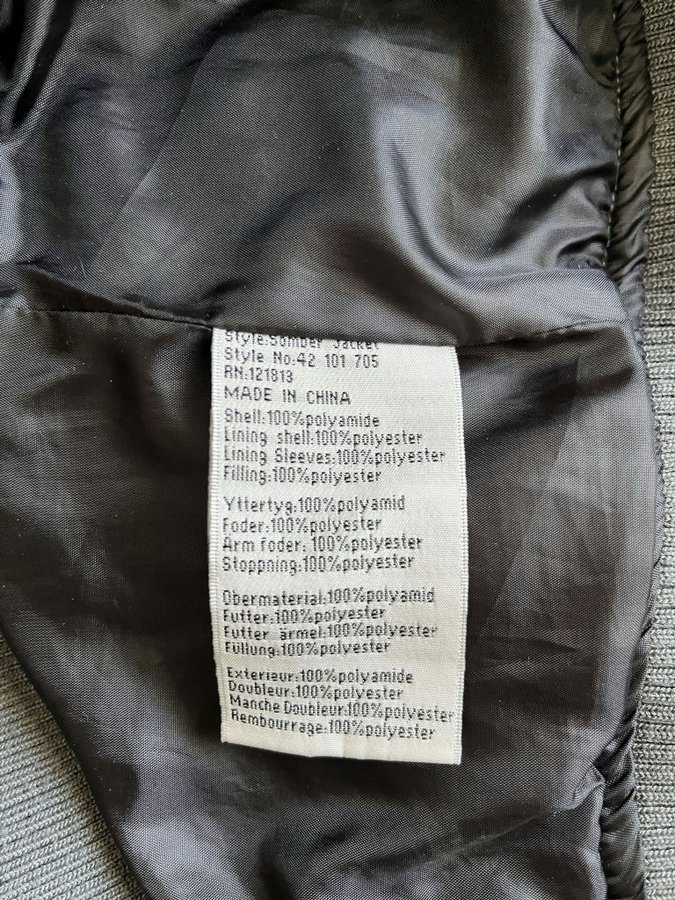 Style:Somber Jacket
Style No:42 101 705
RN:121813
MADE IN CHINA
Shell:100%polyamide
Lining shell:100%polyester
Lining Sleeves:100%polyester
Filling:100%polyester
Yttertyg:100%polyamid
Foder:100%polyester
Arm foder: 100%polyester
Stoppning:100%polyester
Obermaterial:100%polyamid
Futter:100%polyester
Futter ärmel:100%polyester
Füllung:100%polyester
Exterieur:100%polyamide
Doubleur:100%polyester
Manche Doubleur:100%polyester
Rembourrage:100%polyester